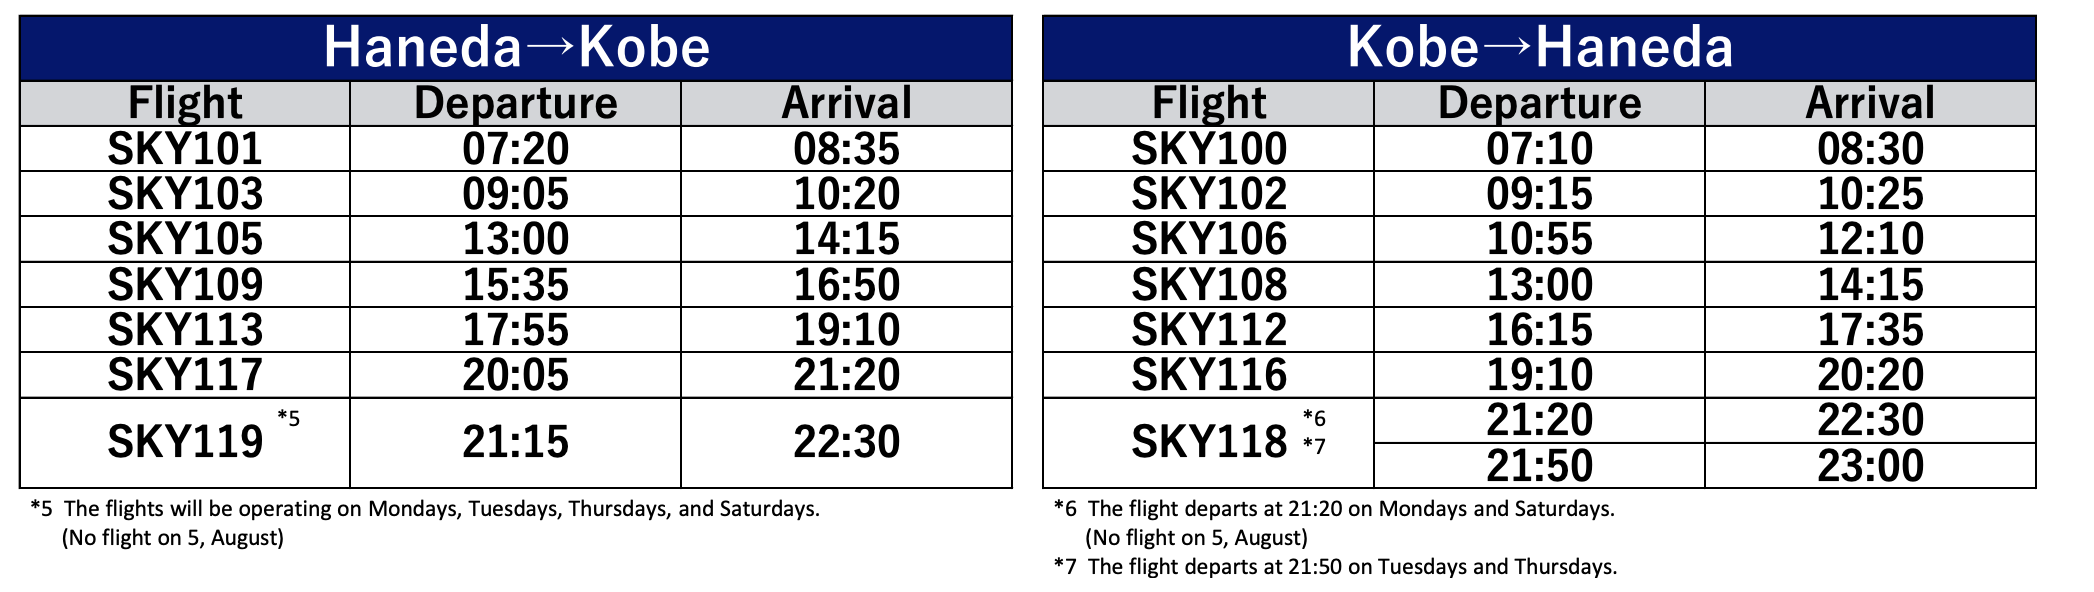 Haneda→Kobe
Flight Departure Arrival
SKY101 07:20 08:35
SKY103 09:05 10:20
SKY105 13:00 14:15
SKY109 15:35 16:50
SKY113 17:55 19:10
SKY117 20:05 21:20
SKY119 *5 21:15 22:30
*5 The flights will be operating on Mondays, Tuesdays, Thursdays, and Saturdays.
(No flight on 5, August)
Kobe→Haneda
Flight Departure Arrival
SKY100 07:10 08:30
SKY102 09:15 10:25
SKY106 10:55 12:10
SKY108 13:00 14:15
SKY112 16:15 17:35
SKY116 19:10 20:20
SKY118 *6 21:20 22:30
*7 21:50 23:00
*6 The flight departs at 21:20 on Mondays and Saturdays.
(No flight on 5, August)
*7 The flight departs at 21:50 on Tuesdays and Thursdays.